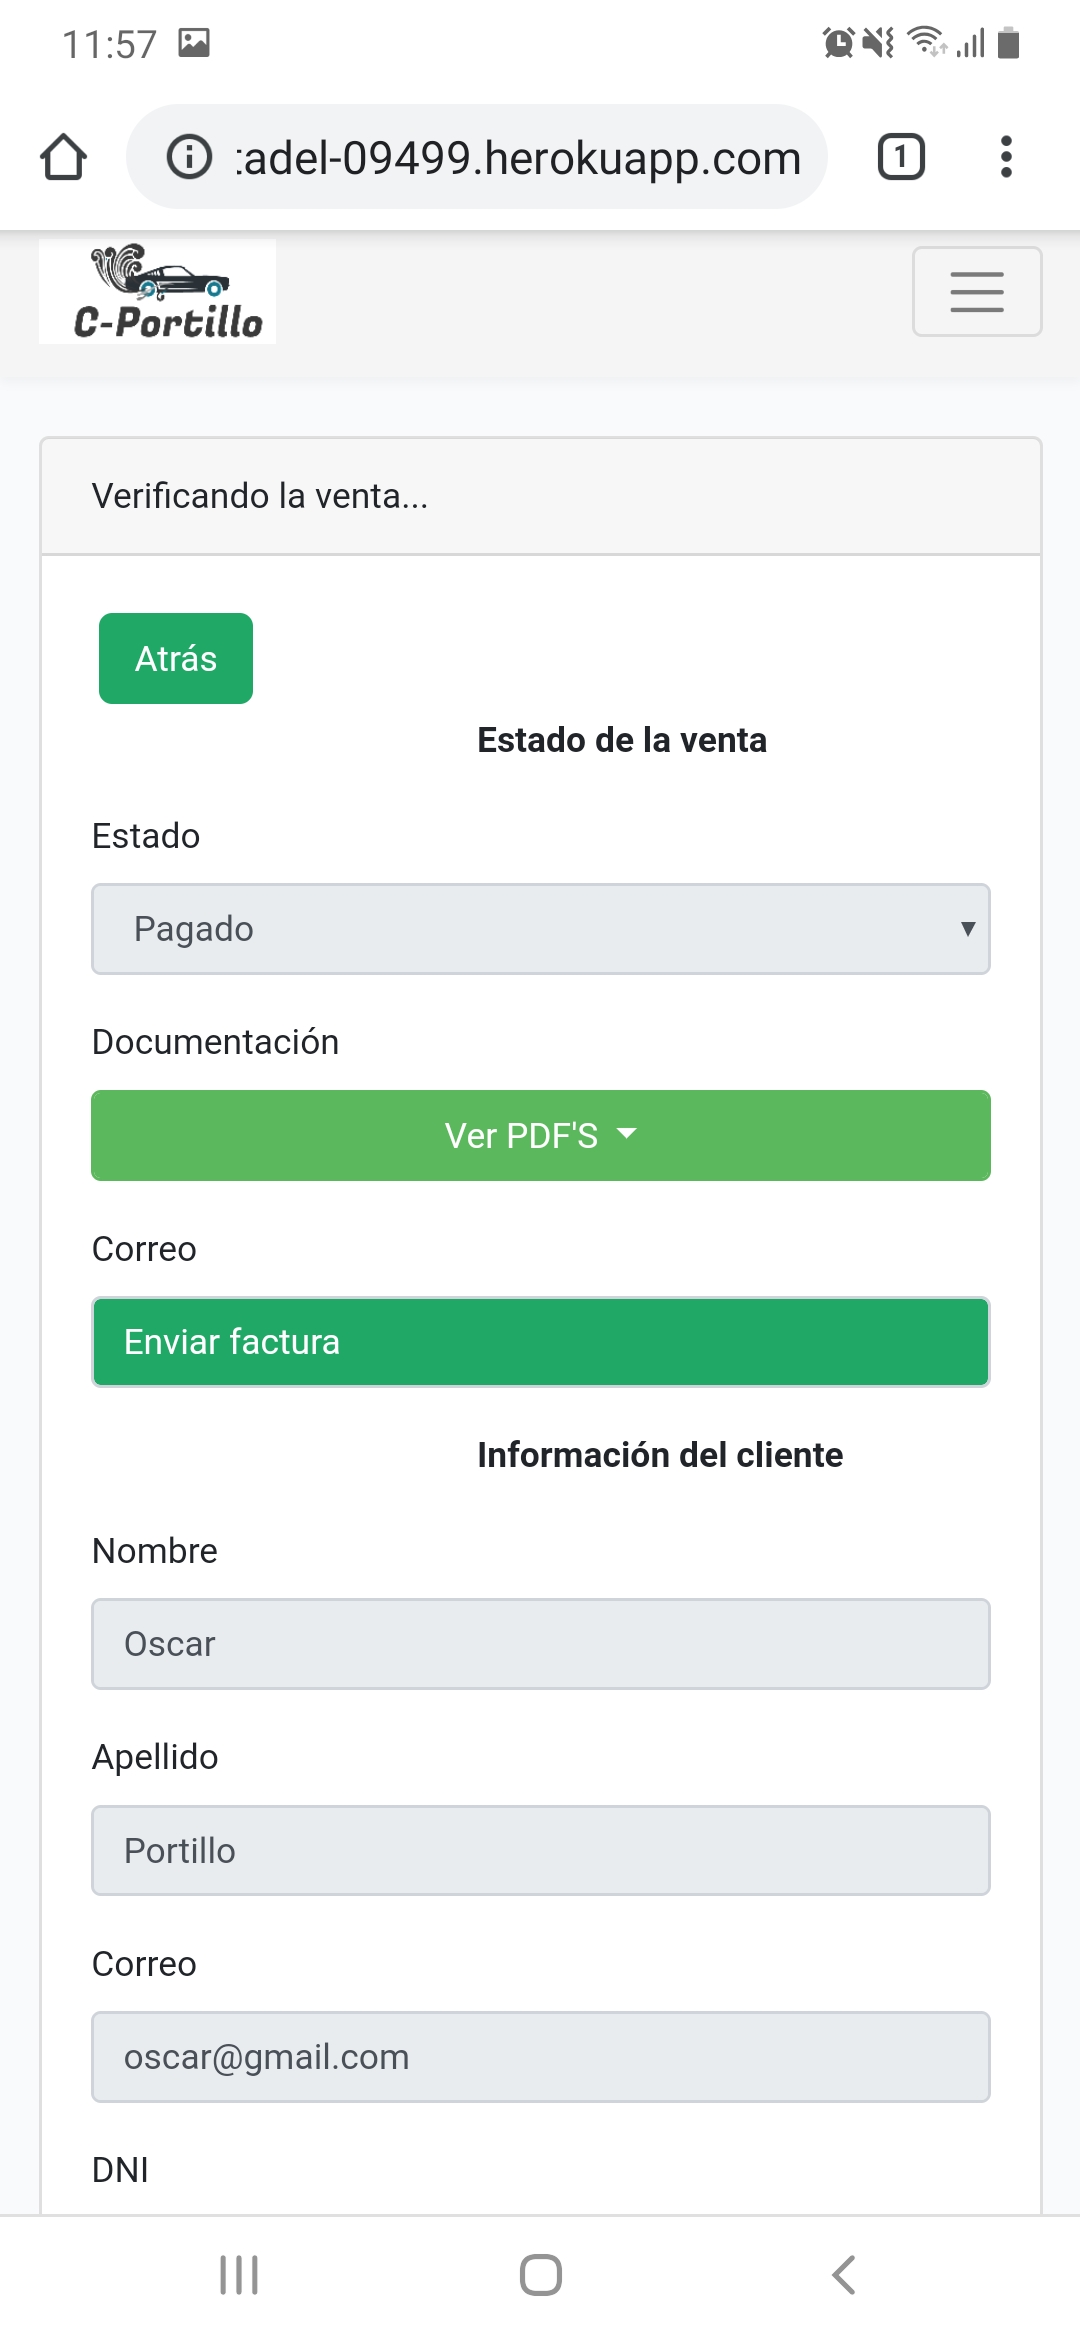 11:57
:adel-09499.herokuapp.com
1
C-Portillo
Verificando la venta...
Atrás
Estado de la venta
Estado
Pagado
Documentación
Ver PDF'S
Correo
Enviar factura
Información del cliente
Nombre
Oscar
Apellido
Portillo
Correo
oscar@gmail.com
DNI